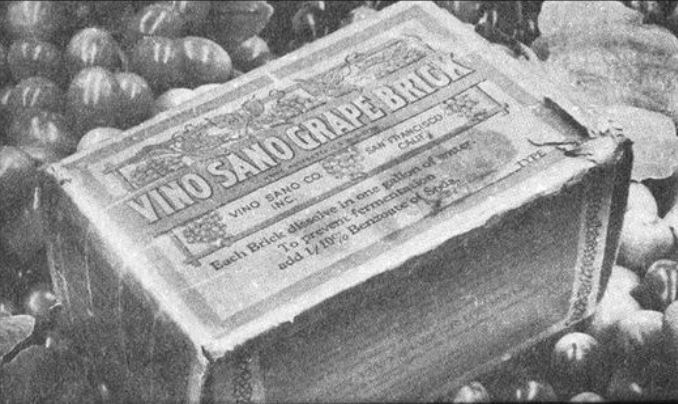 VINO SANO GRAPE BRICK
VINO SANO CO.
INC.
SAN FRANCISCO
CALIF.
Each Brick dissolve in one gallon of water.
To prevent fermentation
add 1/10% Benzoate of Soda.
TYPE